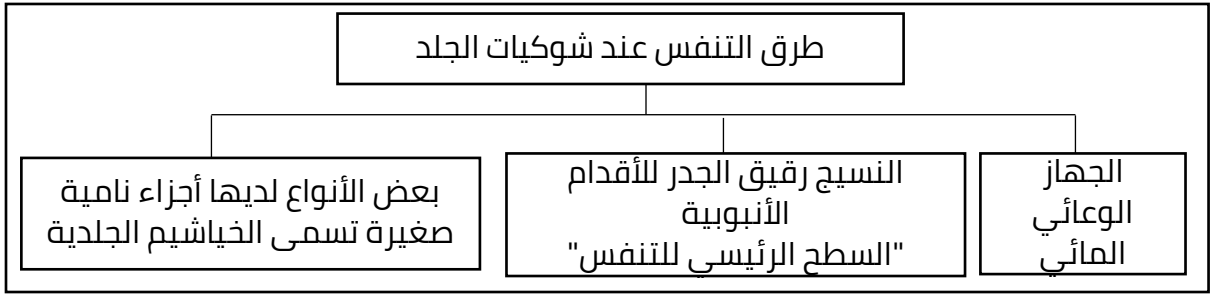 طرق التنفس عند شوكيات الجلد
الجهاز
الوعائي
المائي
النسيج رقيق الجدر للأقدام
الأنبوبية
"السطح الرئيسي للتنفس"
بعض الأنواع لديها أجزاء نامية
صغيرة تسمى الخياشيم الجلدية